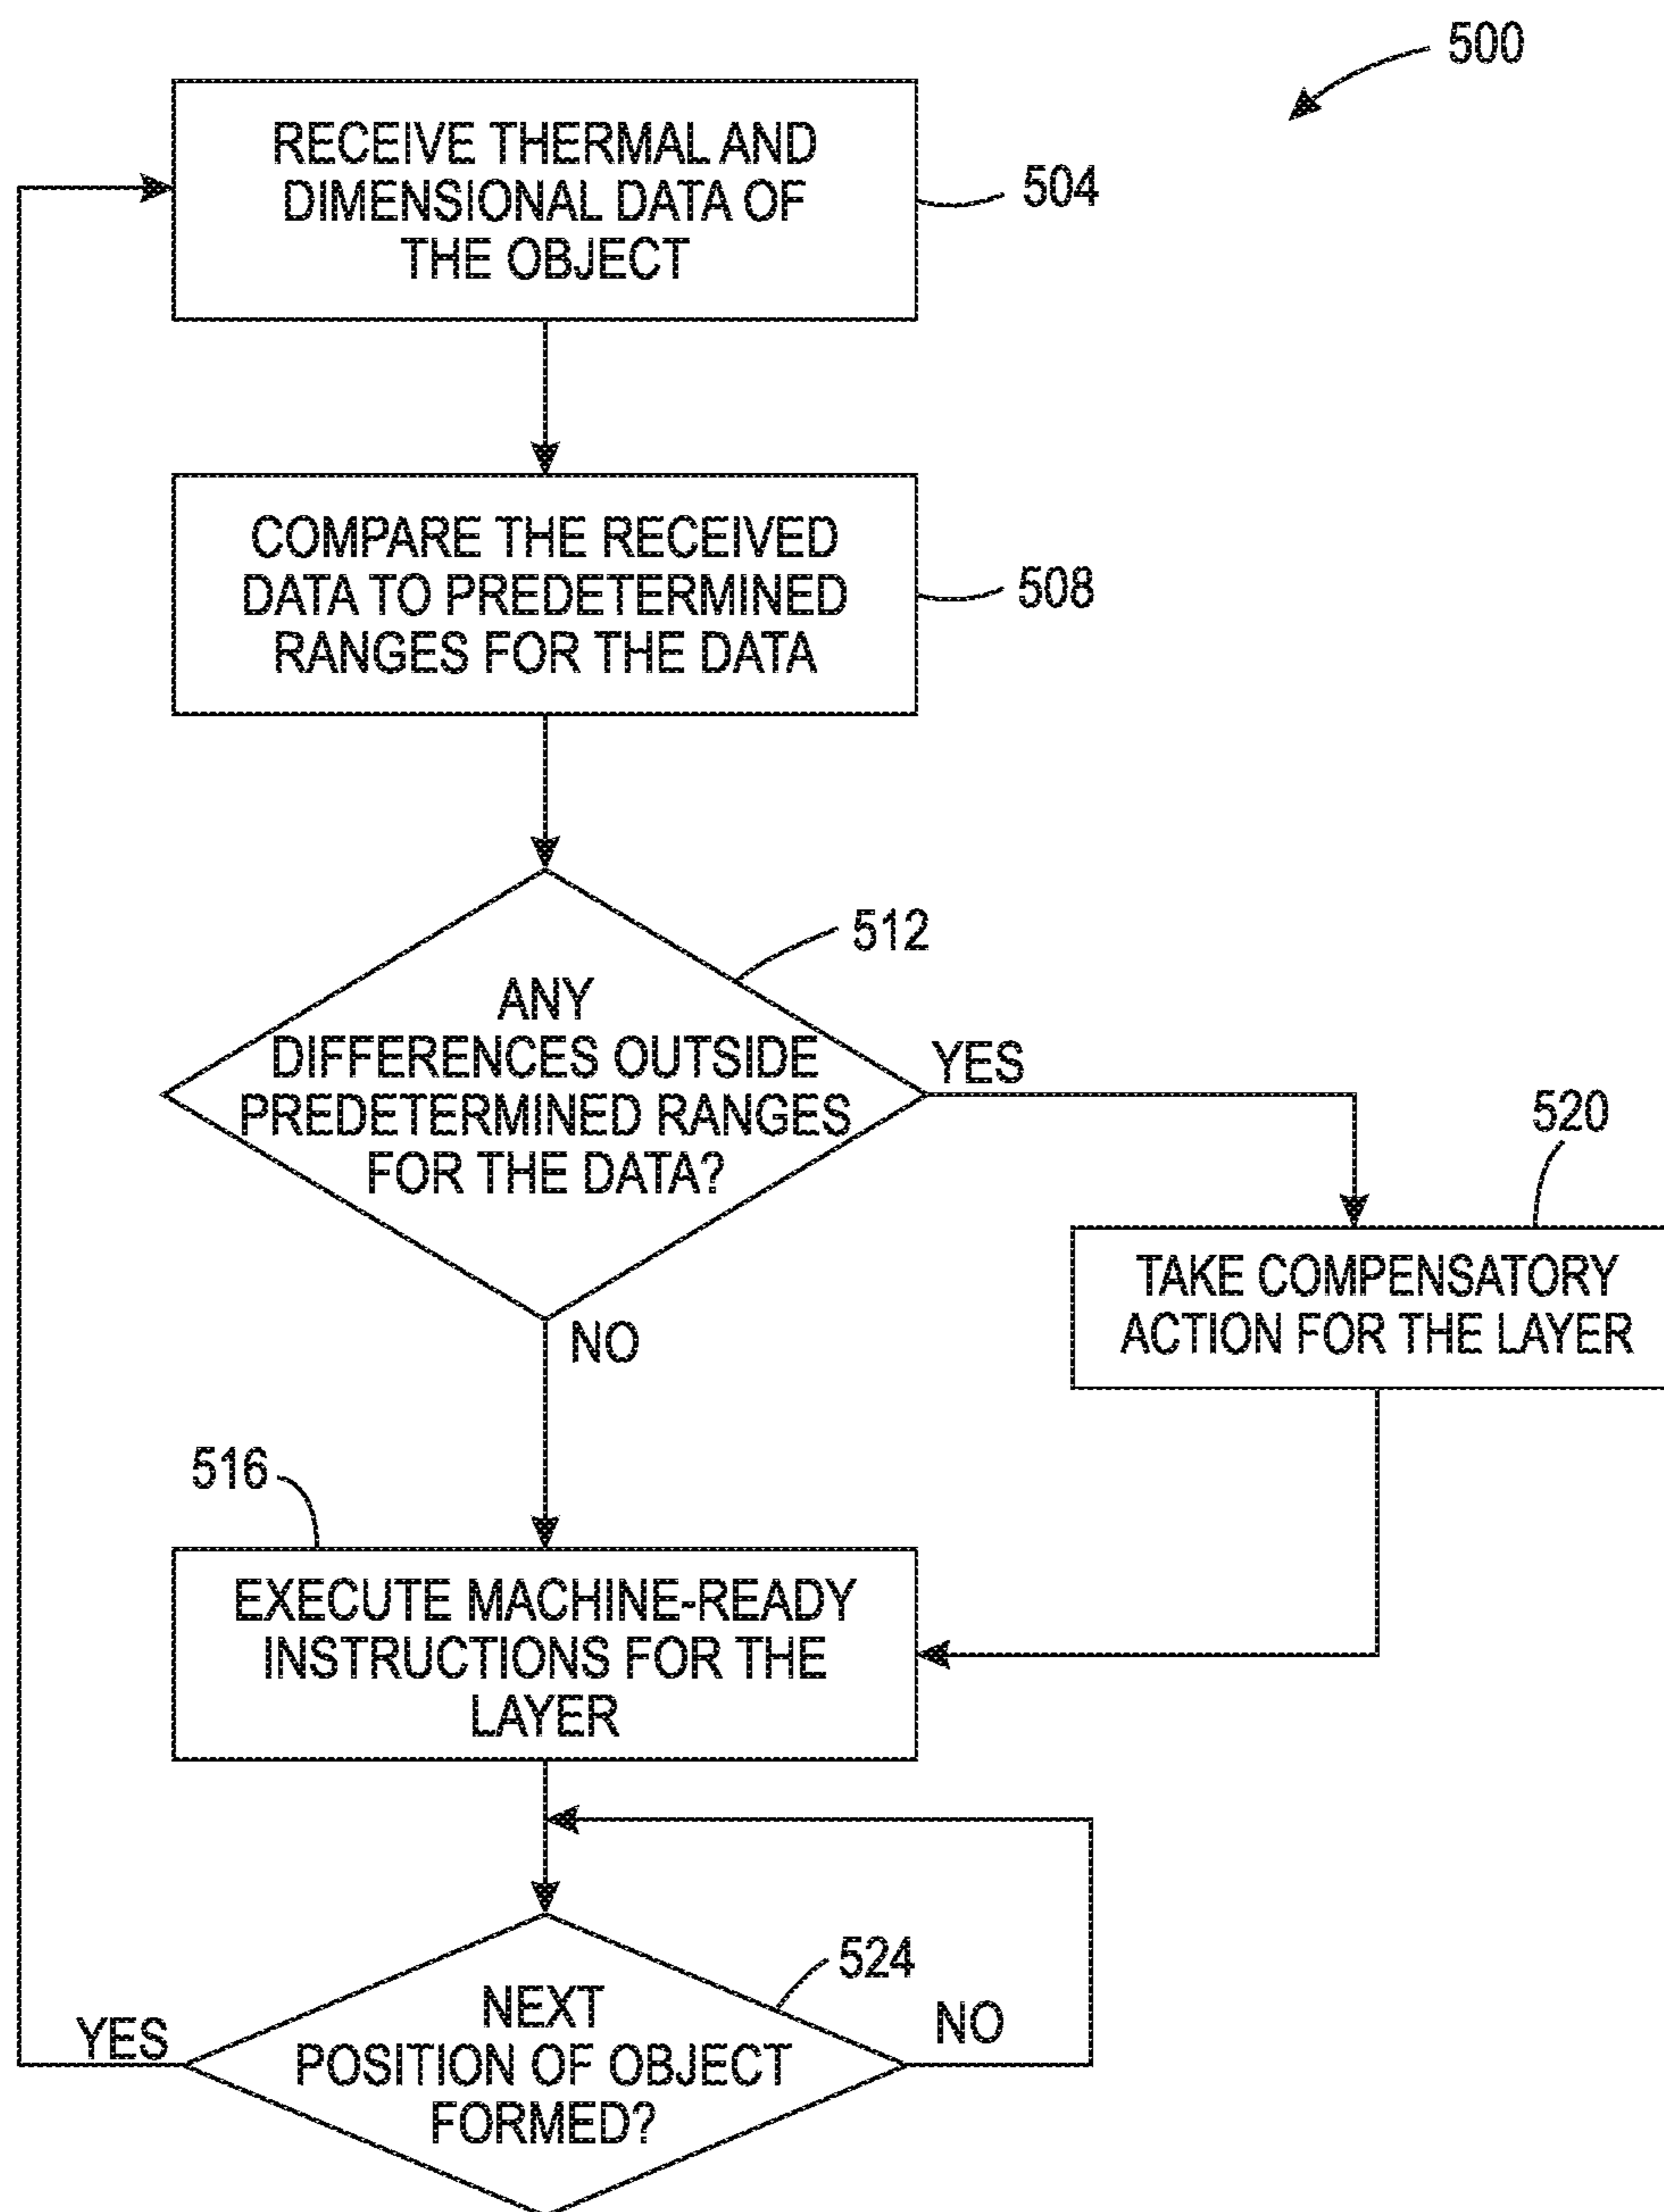 500
RECEIVE THERMAL AND
DIMENSIONAL DATA OF
THE OBJECT
504
COMPARE THE RECEIVED
DATA TO PREDETERMINED
RANGES FOR THE DATA
508
512
ANY
DIFFERENCES OUTSIDE
PREDETERMINED RANGES
FOR THE DATA?
YES
NO
520
TAKE COMPENSATORY
ACTION FOR THE LAYER
516
EXECUTE MACHINE-READY
INSTRUCTIONS FOR THE
LAYER
524
NEXT
POSITION OF OBJECT
FORMED?
YES
NO